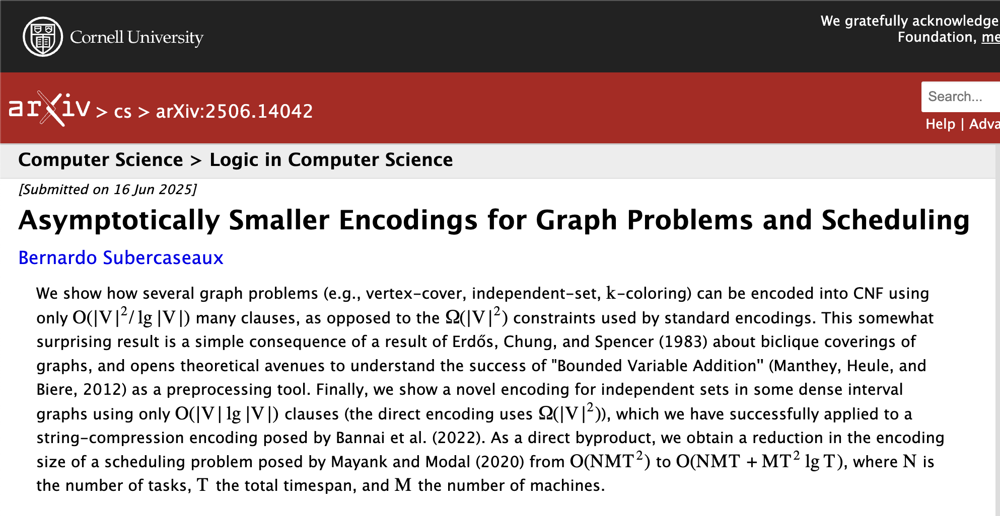 Cornell University
We gratefully acknowledge
Foundation, me
arXiv > cs > arXiv:2506.14042
Search...
Help | Adva
Computer Science > Logic in Computer Science
[Submitted on 16 Jun 2025]
Asymptotically Smaller Encodings for Graph Problems and Scheduling
Bernardo Subercaseaux
We show how several graph problems (e.g., vertex-cover, independent-set, k-coloring) can be encoded into CNF using
only O(|V|²/ lg |V|) many clauses, as opposed to the Ω(|V|²) constraints used by standard encodings. This somewhat
surprising result is a simple consequence of a result of Erdős, Chung, and Spencer (1983) about biclique coverings of
graphs, and opens theoretical avenues to understand the success of "Bounded Variable Addition'' (Manthey, Heule, and
Biere, 2012) as a preprocessing tool. Finally, we show a novel encoding for independent sets in some dense interval
graphs using only O(|V| lg |V|) clauses (the direct encoding uses Ω(|V|²)), which we have successfully applied to a
string-compression encoding posed by Bannai et al. (2022). As a direct byproduct, we obtain a reduction in the encoding
size of a scheduling problem posed by Mayank and Modal (2020) from O(NMT²) to O(NMT + MT² lg T), where N is
the number of tasks, T the total timespan, and M the number of machines.